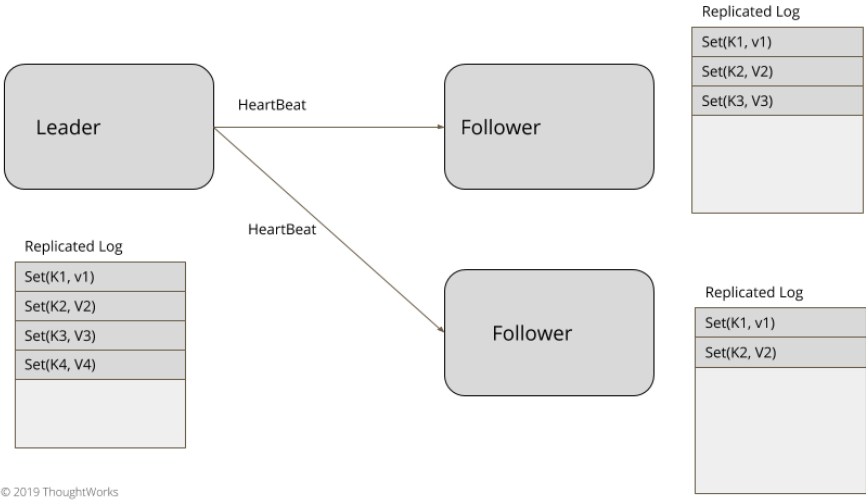 Replicated Log
Set(K1, v1)
Set(K2, V2)
Set(K3, V3)
Leader
HeartBeat
Follower
HeartBeat
Replicated Log
Set(K1, v1)
Set(K2, V2)
Set(K3, V3)
Set(K4, V4)
Follower
Replicated Log
Set(K1, v1)
Set(K2, V2)
© 2019 ThoughtWorks